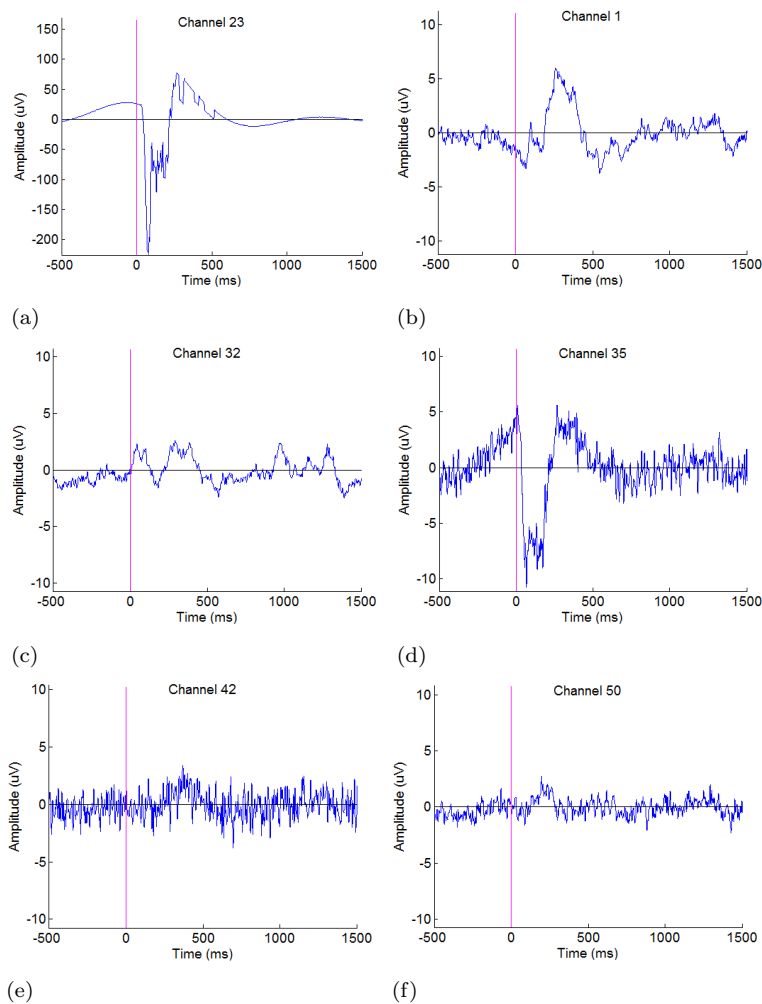 Channel 23
150
100
50
0
-50
-100
-150
-200
Amplitude (uV)
-500 0 500 1000 1500
Time (ms)
(a)
Channel 1
10
5
0
-5
-10
Amplitude (uV)
-500 0 500 1000 1500
Time (ms)
(b)
Channel 32
10
5
0
-5
-10
Amplitude (uV)
-500 0 500 1000 1500
Time (ms)
(c)
Channel 35
10
5
0
-5
-10
Amplitude (uV)
-500 0 500 1000 1500
Time (ms)
(d)
Channel 42
10
5
0
-5
-10
Amplitude (uV)
-500 0 500 1000 1500
Time (ms)
(e)
Channel 50
10
5
0
-5
-10
Amplitude (uV)
-500 0 500 1000 1500
Time (ms)
(f)